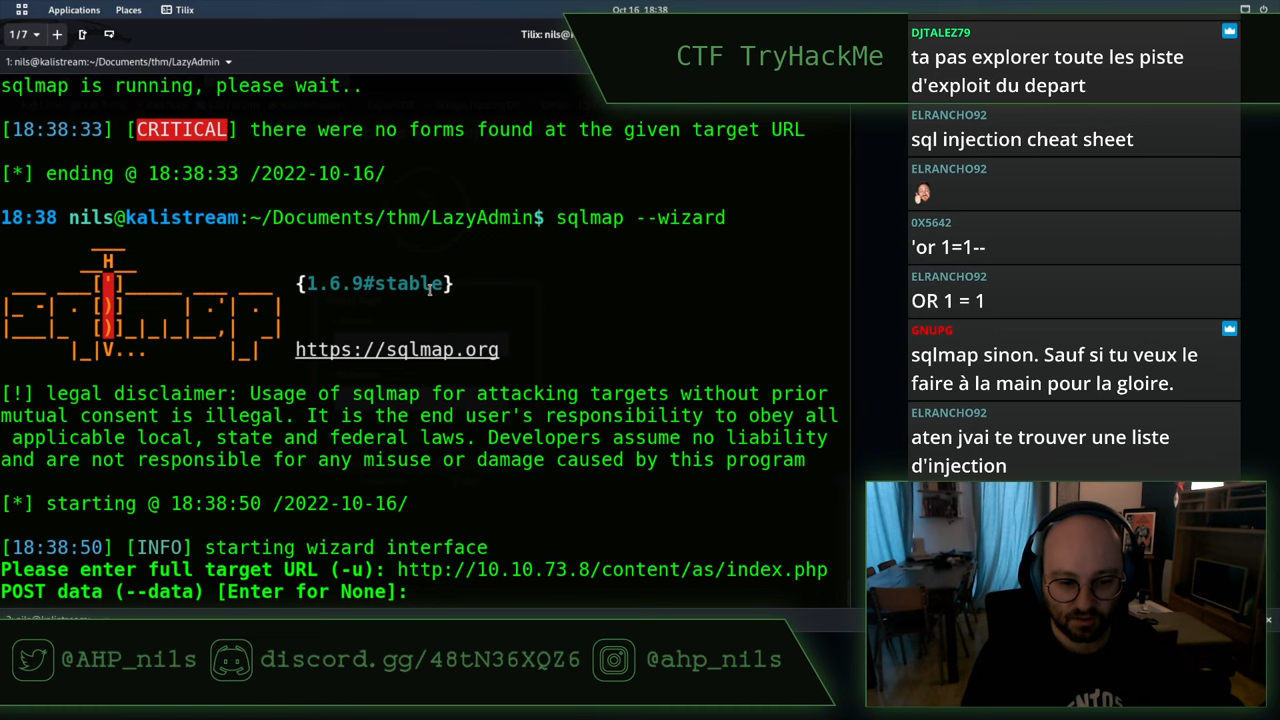 Applications Places Tilix
Oct 16, 18:38
1/7
Tilix: nils@
1: nils@kalistream:~/Documents/thm/LazyAdmin
CTF TryHackMe
sqlmap is running, please wait..
[18:38:33] [CRITICAL] there were no forms found at the given target URL
[*] ending @ 18:38:33 /2022-10-16/
18:38 nils@kalistream:~/Documents/thm/LazyAdmin$ sqlmap --wizard
{1.6.9#stable}
https://sqlmap.org
[!] legal disclaimer: Usage of sqlmap for attacking targets without prior
mutual consent is illegal. It is the end user's responsibility to obey all
applicable local, state and federal laws. Developers assume no liability
and are not responsible for any misuse or damage caused by this program
[*] starting @ 18:38:50 /2022-10-16/
[18:38:50] [INFO] starting wizard interface
Please enter full target URL (-u): http://10.10.73.8/content/as/index.php
POST data (--data) [Enter for None]:
DJTALEZ79
ta pas explorer toute les piste
d'exploit du depart
ELRANCHO92
sql injection cheat sheet
ELRANCHO92
0X5642
'or 1=1--
ELRANCHO92
OR 1 = 1
GNUPG
sqlmap sinon. Sauf si tu veux le
faire à la main pour la gloire.
ELRANCHO92
aten jvai te trouver une liste
d'injection
@AHP_nils discord.gg/48tN36XQZ6 @ahp_nils